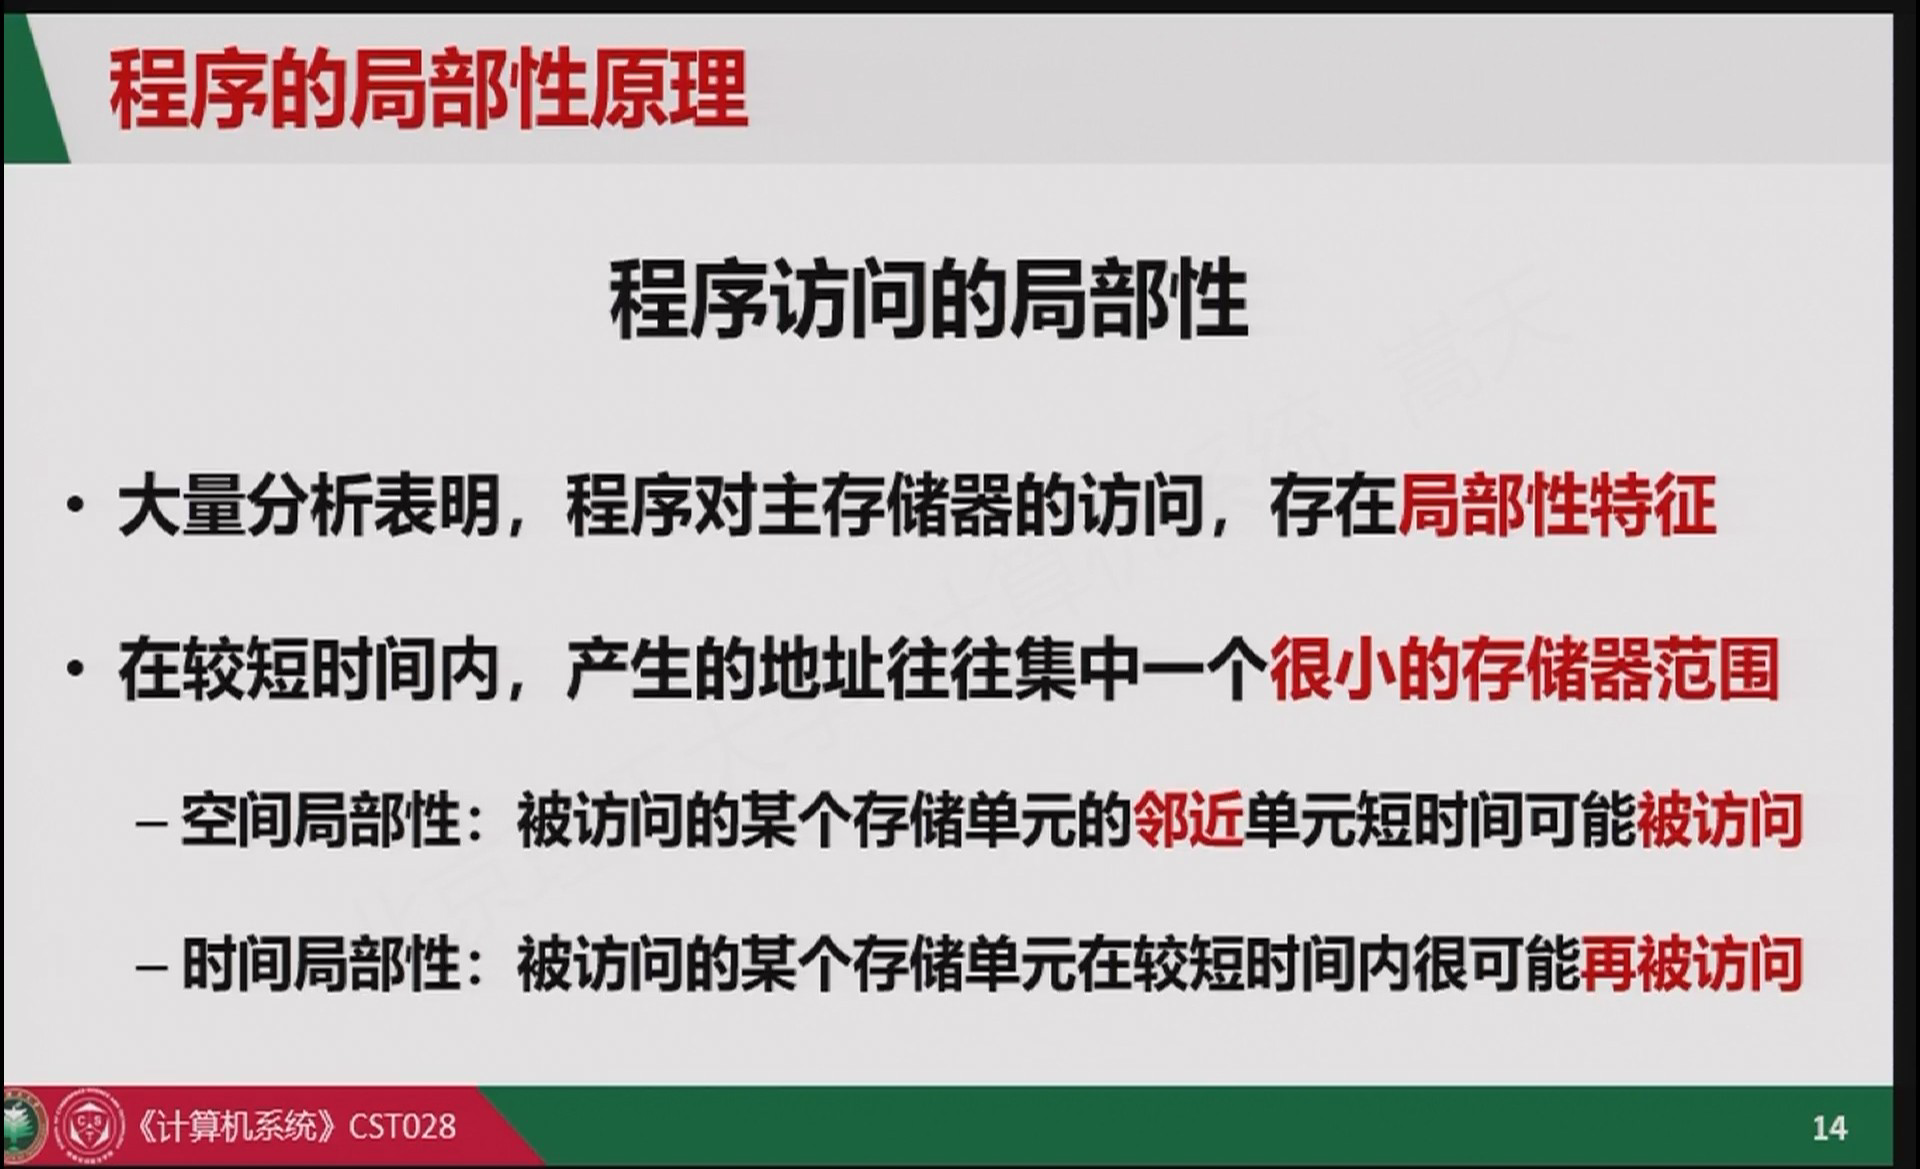 程序的局部性原理
程序访问的局部性
• 大量分析表明，程序对主存储器的访问，存在局部性特征
• 在较短时间内，产生的地址往往集中一个很小的存储器范围
– 空间局部性：被访问的某个存储单元的邻近单元短时间可能被访问
– 时间局部性：被访问的某个存储单元在较短时间内很可能再被访问
《计算机系统》CST028
14